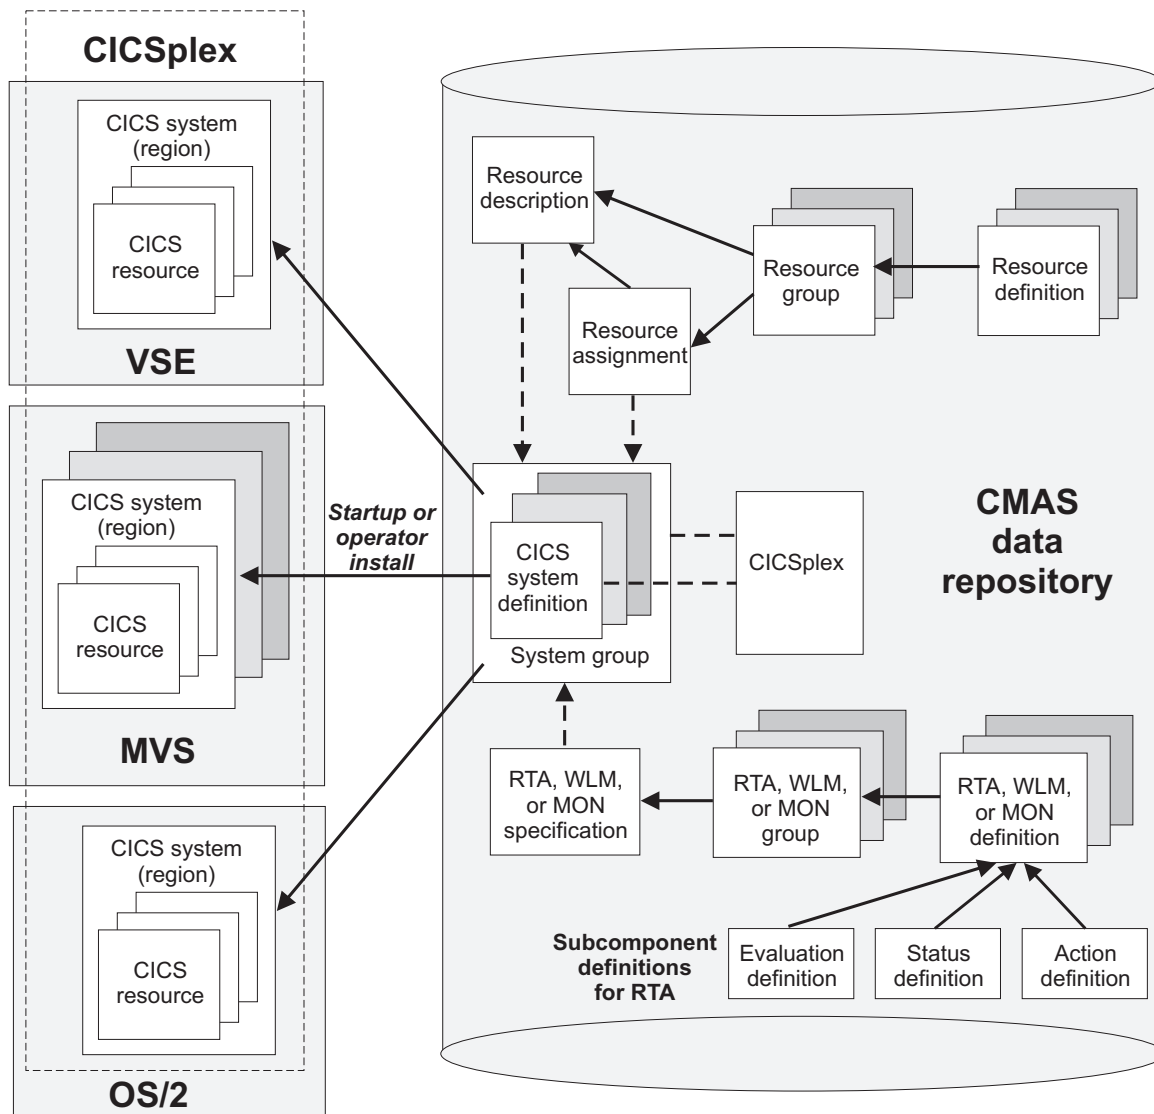 CICSplex
CICS system
(region)
CICS
resource
VSE
CICS system
(region)
CICS
resource
MVS
CICS system
(region)
CICS
resource
OS/2
Startup or
operator
install
Resource
description
Resource
assignment
Resource
group
Resource
definition
CICS
system
definition
System group
CICSplex
CMAS
data
repository
RTA, WLM,
or MON
specification
RTA, WLM,
or MON
group
RTA, WLM,
or MON
definition
Subcomponent
definitions
for RTA
Evaluation
definition
Status
definition
Action
definition